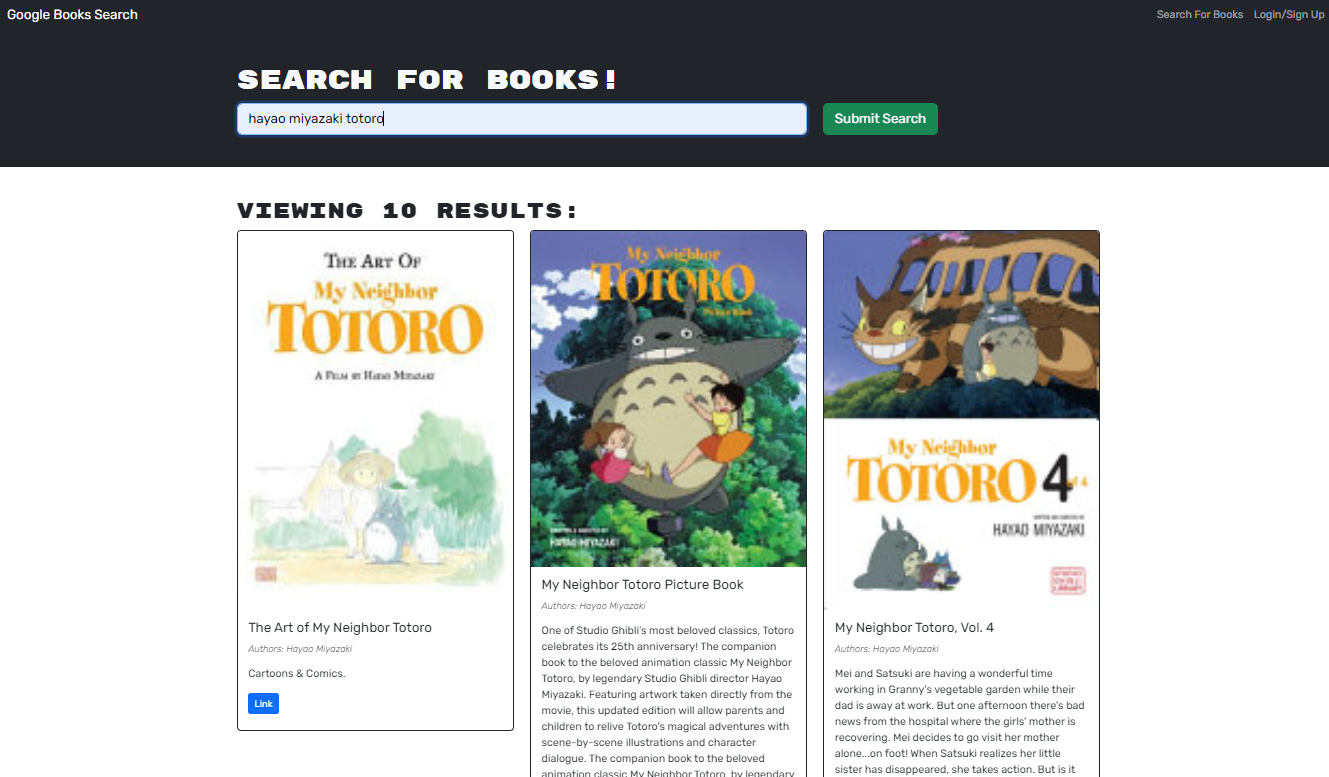 Google Books Search
Search For Books
Login/Sign Up
SEARCH FOR BOOKS!
hayao miyazaki totoro
Submit Search
VIEWING 10 RESULTS:
THE ART OF
My Neighbor
TOTORO
A FILM BY HAYAO MIYAZAKI
The Art of My Neighbor Totoro
Authors: Hayao Miyazaki
Cartoons & Comics.
Link
My Neighbor
TOTORO
Picture Book
HAYAO MIYAZAKI
My Neighbor Totoro Picture Book
Authors: Hayao Miyazaki
One of Studio Ghibli's most beloved classics, Totoro
celebrates its 25th anniversary! The companion
book to the beloved animation classic My Neighbor
Totoro, by legendary Studio Ghibli director Hayao
Miyazaki. Featuring artwork taken directly from the
movie, this updated edition will allow parents and
children to relive Totoro's magical adventures with
scene-by-scene illustrations and character
dialogue. The companion book to the beloved
animation classic My Neighbor Totoro, by legendary
My Neighbor
TOTORO 4 of 4
HAYAO MIYAZAKI
My Neighbor Totoro, Vol. 4
Authors: Hayao Miyazaki
Mei and Satsuki are having a wonderful time
working in Granny's vegetable garden while their
dad is away at work. But one afternoon there's bad
news from the hospital where the girls' mother is
recovering. Mei decides to go visit her mother
alone...on foot! When Satsuki realizes her little
sister has disappeared, she takes action. But is it